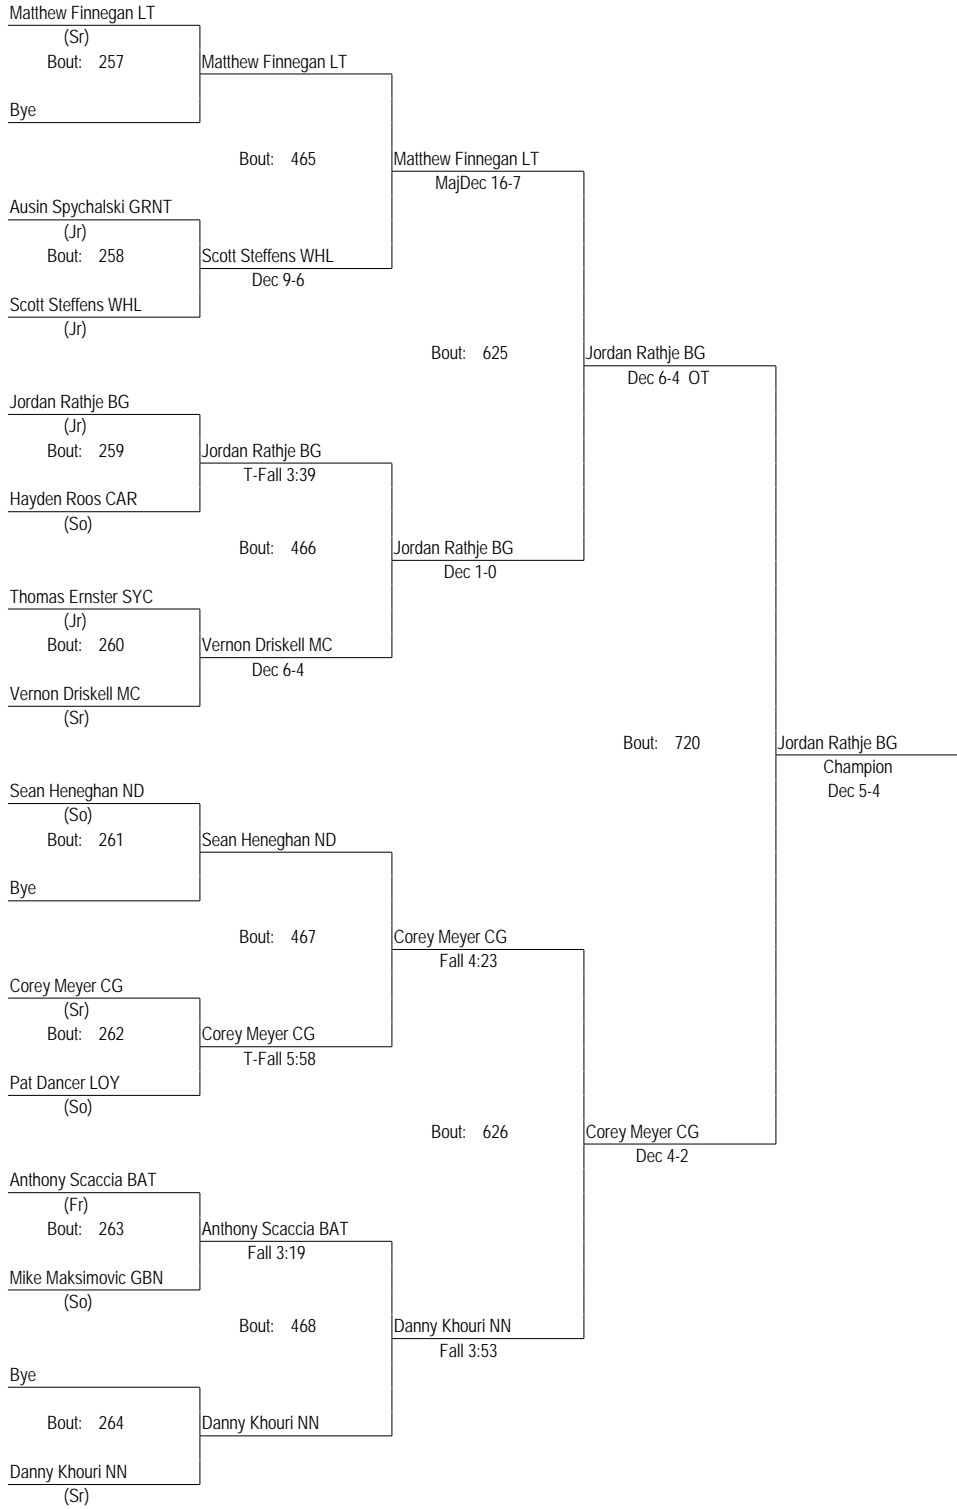 Matthew Finnegan LT
(Sr)
Bout: 257
Matthew Finnegan LT
Bye
Bout: 465
Matthew Finnegan LT
MajDec 16-7
Ausin Spychalski GRNT
(Jr)
Bout: 258
Scott Steffens WHL
Dec 9-6
Scott Steffens WHL
(Jr)
Bout: 625
Jordan Rathje BG
Dec 6-4 OT
Jordan Rathje BG
(Jr)
Bout: 259
Jordan Rathje BG
T-Fall 3:39
Hayden Roos CAR
(So)
Bout: 466
Jordan Rathje BG
Dec 1-0
Thomas Ernster SYC
(Jr)
Bout: 260
Vernon Driskell MC
Dec 6-4
Vernon Driskell MC
(Sr)
Bout: 720
Jordan Rathje BG
Champion
Dec 5-4
Sean Heneghan ND
(So)
Bout: 261
Sean Heneghan ND
Bye
Bout: 467
Corey Meyer CG
Fall 4:23
Corey Meyer CG
(Sr)
Bout: 262
Corey Meyer CG
T-Fall 5:58
Pat Dancer LOY
(So)
Bout: 626
Corey Meyer CG
Dec 4-2
Anthony Scaccia BAT
(Fr)
Bout: 263
Anthony Scaccia BAT
Fall 3:19
Mike Maksimovic GBN
(So)
Bout: 468
Danny Khouri NN
Fall 3:53
Bye
Bout: 264
Danny Khouri NN
Danny Khouri NN
(Sr)